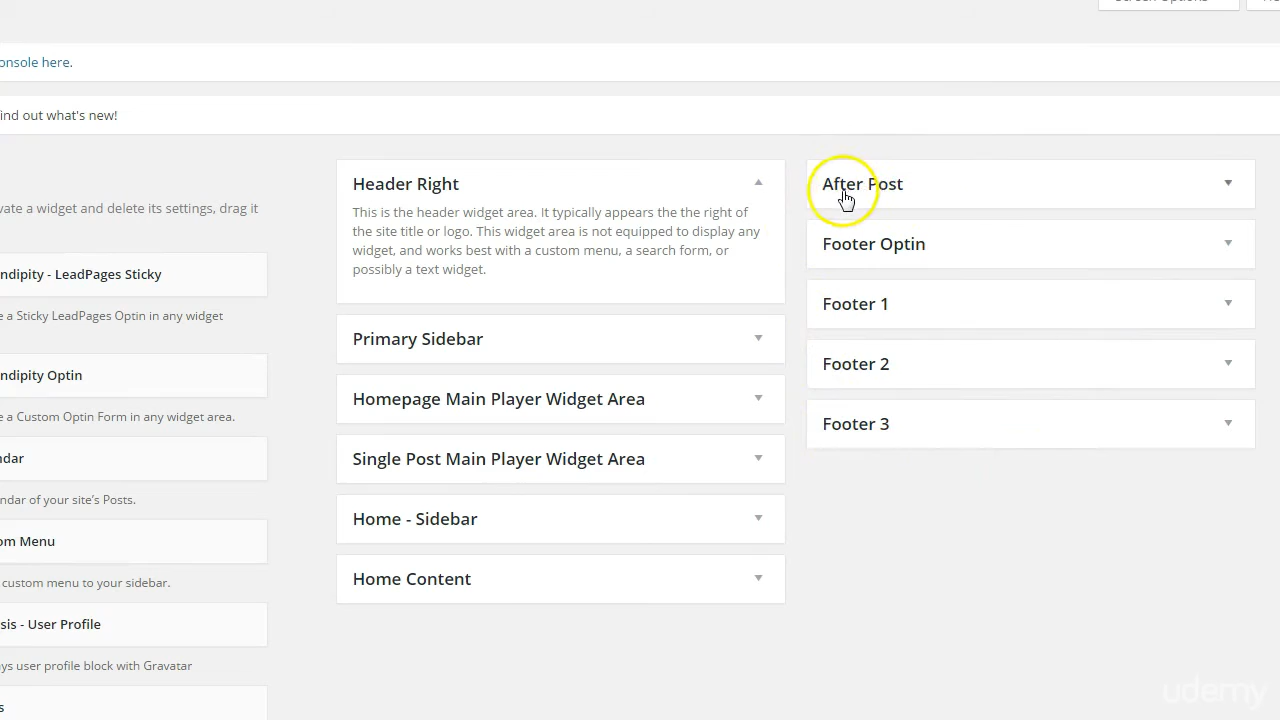 onsole here.
ind out what's new!
vate a widget and delete its settings, drag it
ndipity - LeadPages Sticky
e a Sticky LeadPages Optin in any widget
ndipity Optin
e a Custom Optin Form in any widget area.
ndar
ndar of your site's Posts.
om Menu
custom menu to your sidebar.
sis - User Profile
ays user profile block with Gravatar
s
Header Right
This is the header widget area. It typically appears the the right of
the site title or logo. This widget area is not equipped to display any
widget, and works best with a custom menu, a search form, or
possibly a text widget.
Primary Sidebar
Homepage Main Player Widget Area
Single Post Main Player Widget Area
Home - Sidebar
Home Content
After Post
Footer Optin
Footer 1
Footer 2
Footer 3
udemy